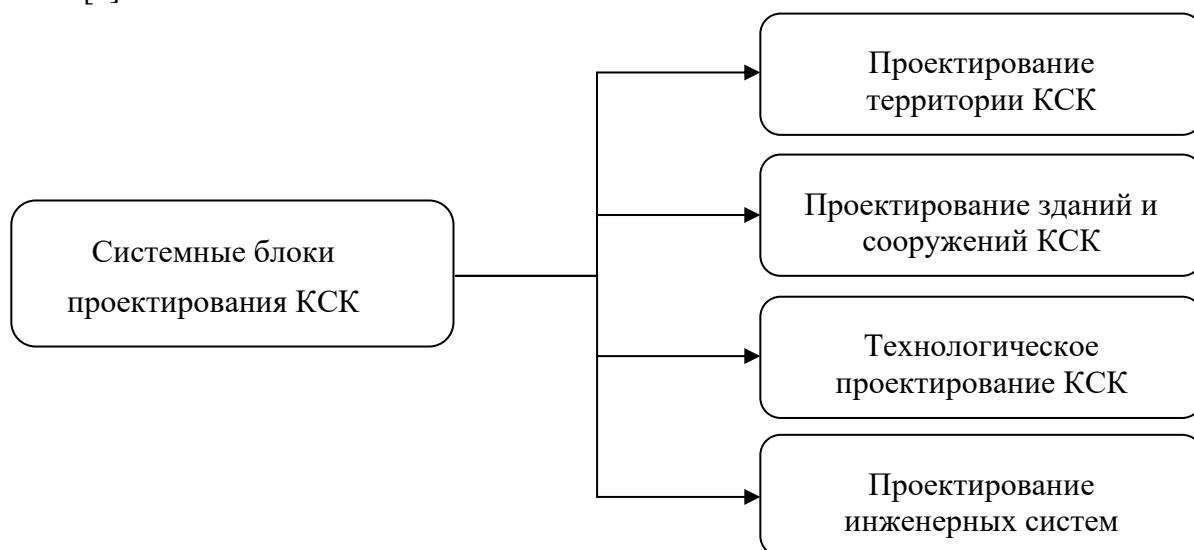 Системные блоки
проектирования КСК
Проектирование
территории КСК
Проектирование зданий и
сооружений КСК
Технологическое
проектирование КСК
Проектирование
инженерных систем